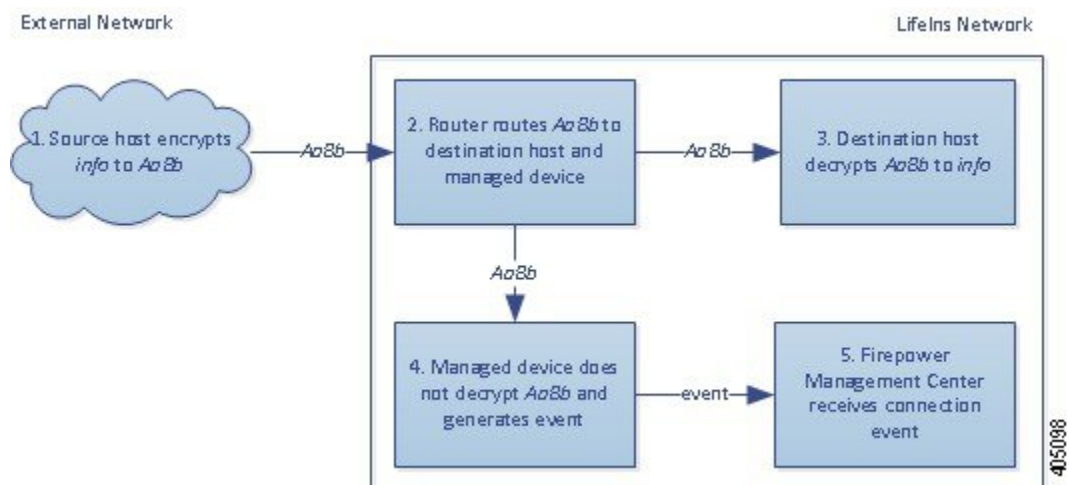 External Network
LifeIns Network
1. Source host encrypts
info to Aa8b
Aa8b
2. Router routes Aa8b to
destination host and
managed device
Aa8b
3. Destination host
decrypts Aa8b to info
Aa8b
4. Managed device does
not decrypt Aa8b and
generates event
event
5. Firepower
Management Center
receives connection
event
405098